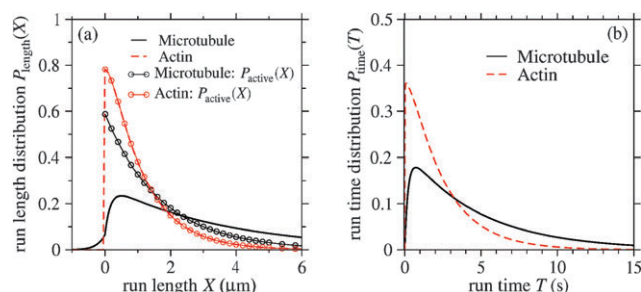 (a)
run length distribution P_length(X)
1
0.8
0.6
0.4
0.2
0
Microtubule
Actin
Microtubule: P_active(X)
Actin: P_active(X)
0 2 4 6
run length X (μm)
(b)
run time distribution P_time(T)
0.5
0.4
0.3
0.2
0.1
0
Microtubule
Actin
0 5 10 15
run time T (s)